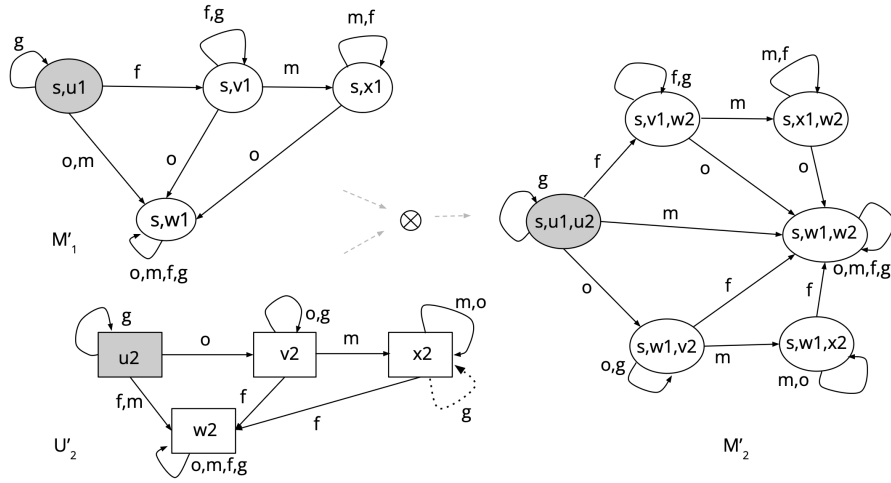 g
s,u1
f
f,g
s,v1
m
m,f
s,x1
o,m
o
o
s,w1
o,m,f,g
M'1
⊗
g
u2
o
o,g
v2
m
m,o
x2
g
f,m
f
f
w2
o,m,f,g
U'2
f,g
s,v1,w2
m
m,f
s,x1,w2
f
o
o
g
s,u1,u2
m
s,w1,w2
o,m,f,g
o
f
f
s,w1,v2
o,g
m
s,w1,x2
m,o
M'2